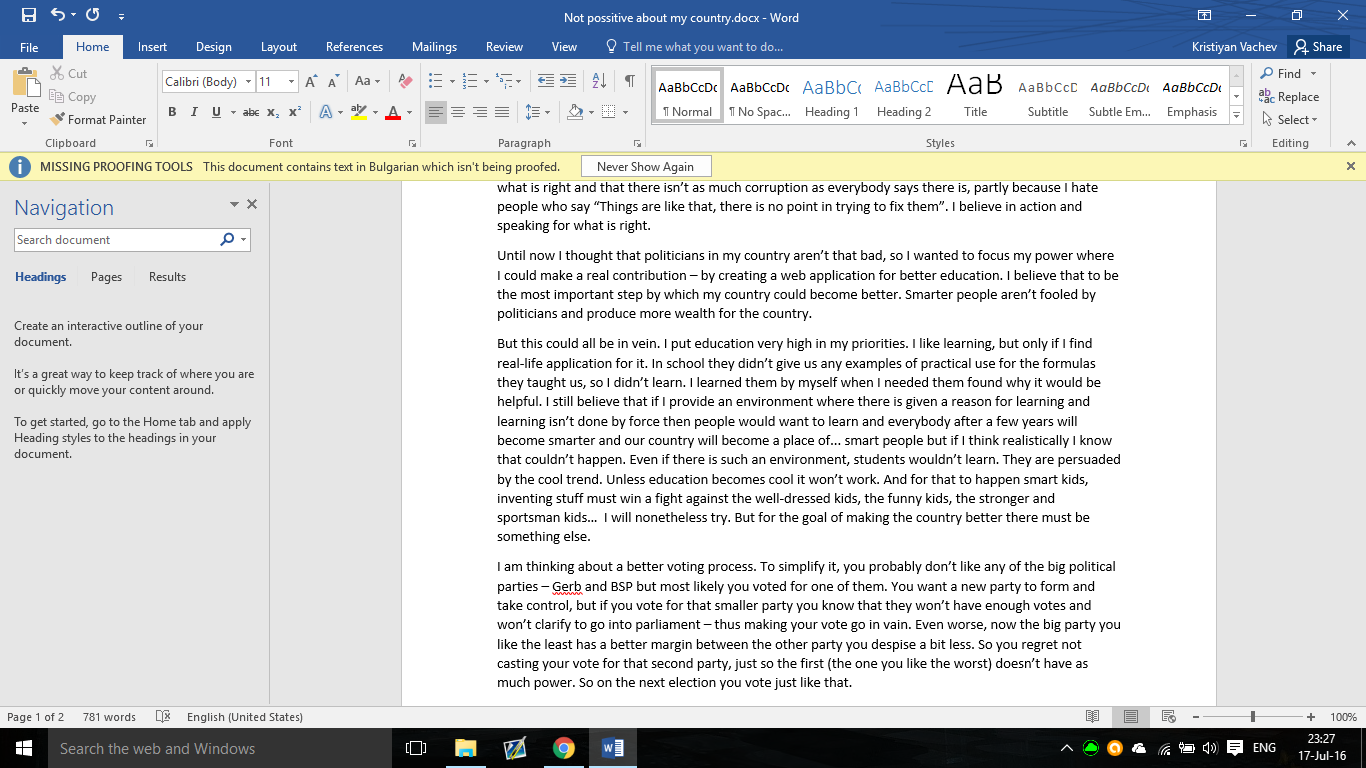 Not possitive about my country.docx - Word
File
Home
Insert
Design
Layout
References
Mailings
Review
View
Tell me what you want to do...
Kristiyan Vachev
Share
Paste
Cut
Copy
Format Painter
Clipboard
Calibri (Body)
11
Aa
B I U abc x₂ x²
A
Font
Paragraph
AaBbCcDc
¶ Normal
AaBbCcDc
¶ No Spac...
AaBbCc
Heading 1
AaBbCcD
Heading 2
AaB
Title
AaBbCcD
Subtitle
AaBbCcDc
Subtle Em...
AaBbCcDc
Emphasis
Styles
Find
Replace
Select
Editing
MISSING PROOFING TOOLS This document contains text in Bulgarian which isn't being proofed.
Never Show Again
Navigation
Search document
Headings
Pages
Results
Create an interactive outline of your
document.
It's a great way to keep track of where you are
or quickly move your content around.
To get started, go to the Home tab and apply
Heading styles to the headings in your
document.
what is right and that there isn’t as much corruption as everybody says there is, partly because I hate
people who say “Things are like that, there is no point in trying to fix them”. I believe in action and
speaking for what is right.
Until now I thought that politicians in my country aren’t that bad, so I wanted to focus my power where
I could make a real contribution – by creating a web application for better education. I believe that to be
the most important step by which my country could become better. Smarter people aren’t fooled by
politicians and produce more wealth for the country.
But this could all be in vein. I put education very high in my priorities. I like learning, but only if I find
real-life application for it. In school they didn’t give us any examples of practical use for the formulas
they taught us, so I didn’t learn. I learned them by myself when I needed them found why it would be
helpful. I still believe that if I provide an environment where there is given a reason for learning and
learning isn’t done by force then people would want to learn and everybody after a few years will
become smarter and our country will become a place of... smart people but if I think realistically I know
that couldn’t happen. Even if there is such an environment, students wouldn’t learn. They are persuaded
by the cool trend. Unless education becomes cool it won’t work. And for that to happen smart kids,
inventing stuff must win a fight against the well-dressed kids, the funny kids, the stronger and
sportsman kids... I will nonetheless try. But for the goal of making the country better there must be
something else.
I am thinking about a better voting process. To simplify it, you probably don’t like any of the big political
parties – Gerb and BSP but most likely you voted for one of them. You want a new party to form and
take control, but if you vote for that smaller party you know that they won’t have enough votes and
won’t clarify to go into parliament – thus making your vote go in vain. Even worse, now the big party you
like the least has a better margin between the other party you despise a bit less. So you regret not
casting your vote for that second party, just so the first (the one you like the worst) doesn’t have as
much power. So on the next election you vote just like that.
Page 1 of 2
781 words
English (United States)
100%
Search the web and Windows
ENG
23:27
17-Jul-16